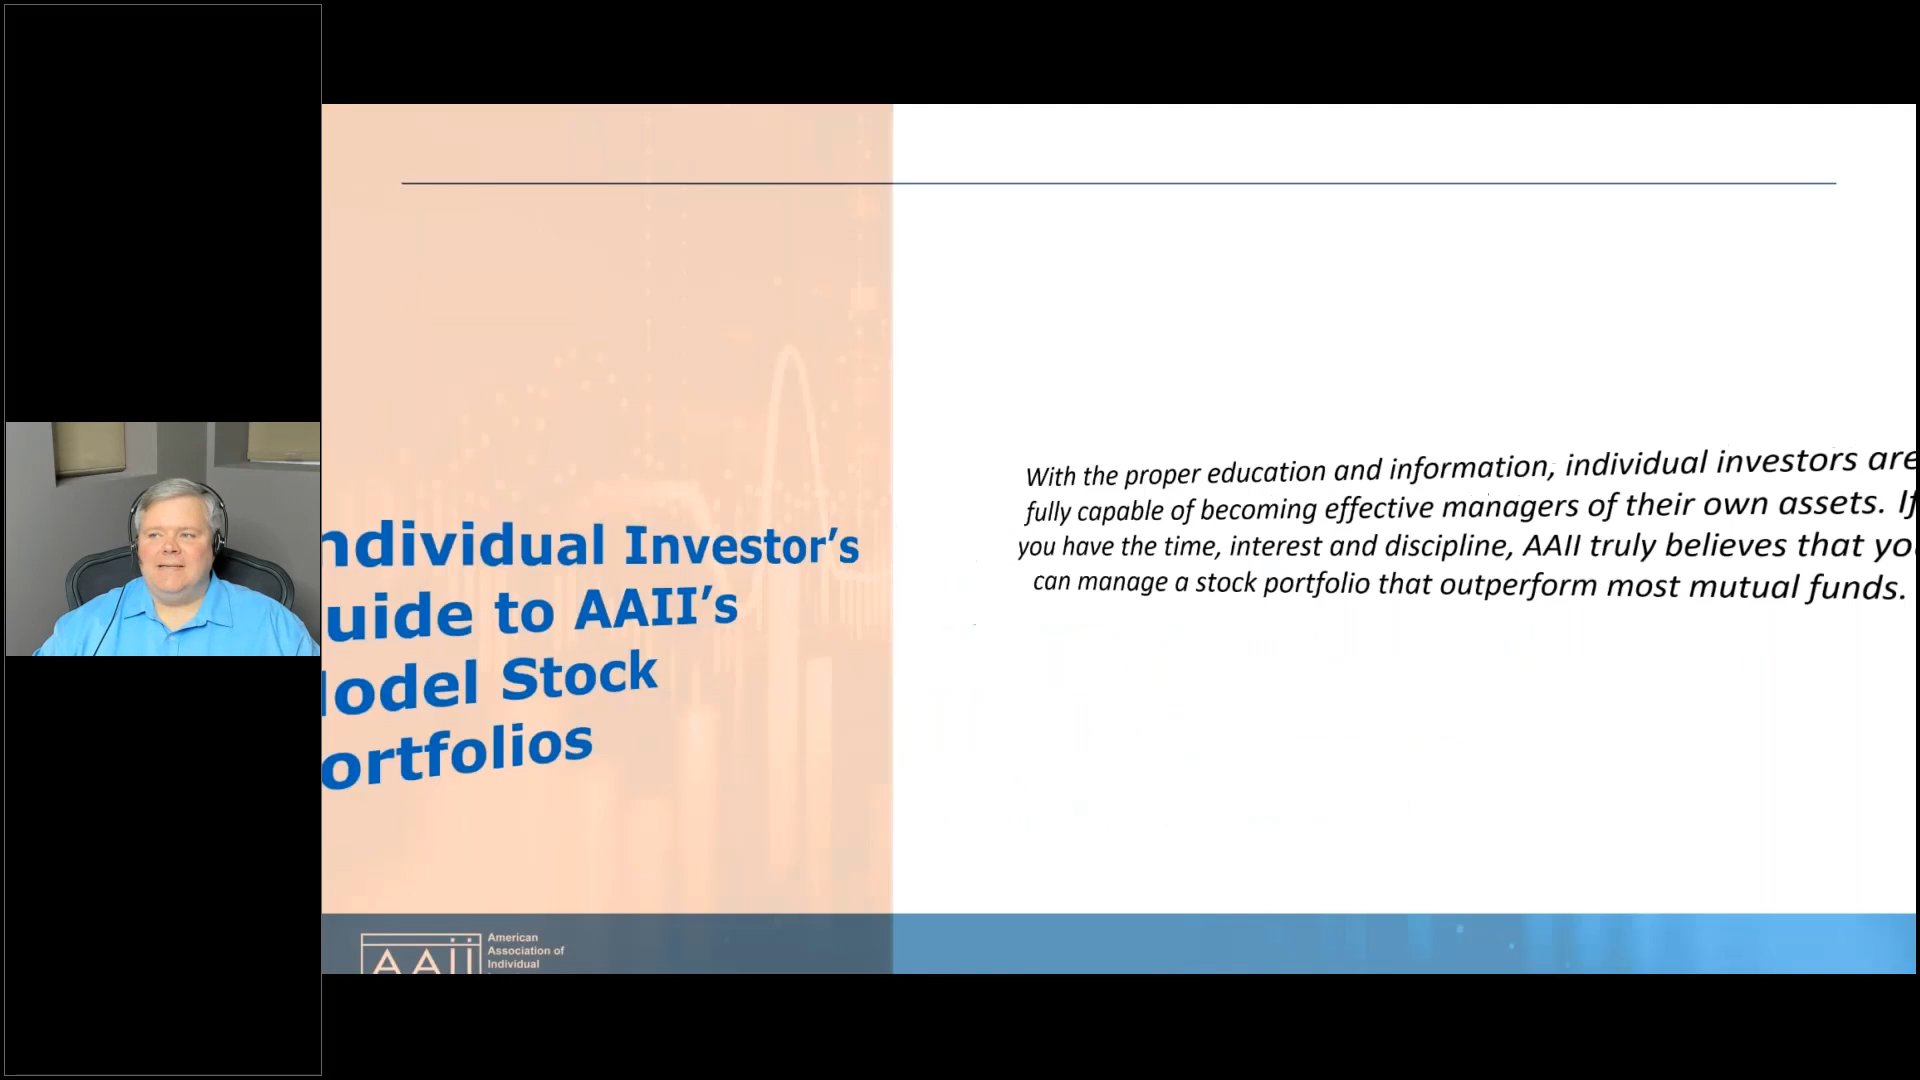 ndividual Investor's
uide to AAII's
odel Stock
ortfolios
With the proper education and information, individual investors are
fully capable of becoming effective managers of their own assets. If
you have the time, interest and discipline, AAII truly believes that yo
can manage a stock portfolio that outperform most mutual funds.
AAII
American
Association of
Individual